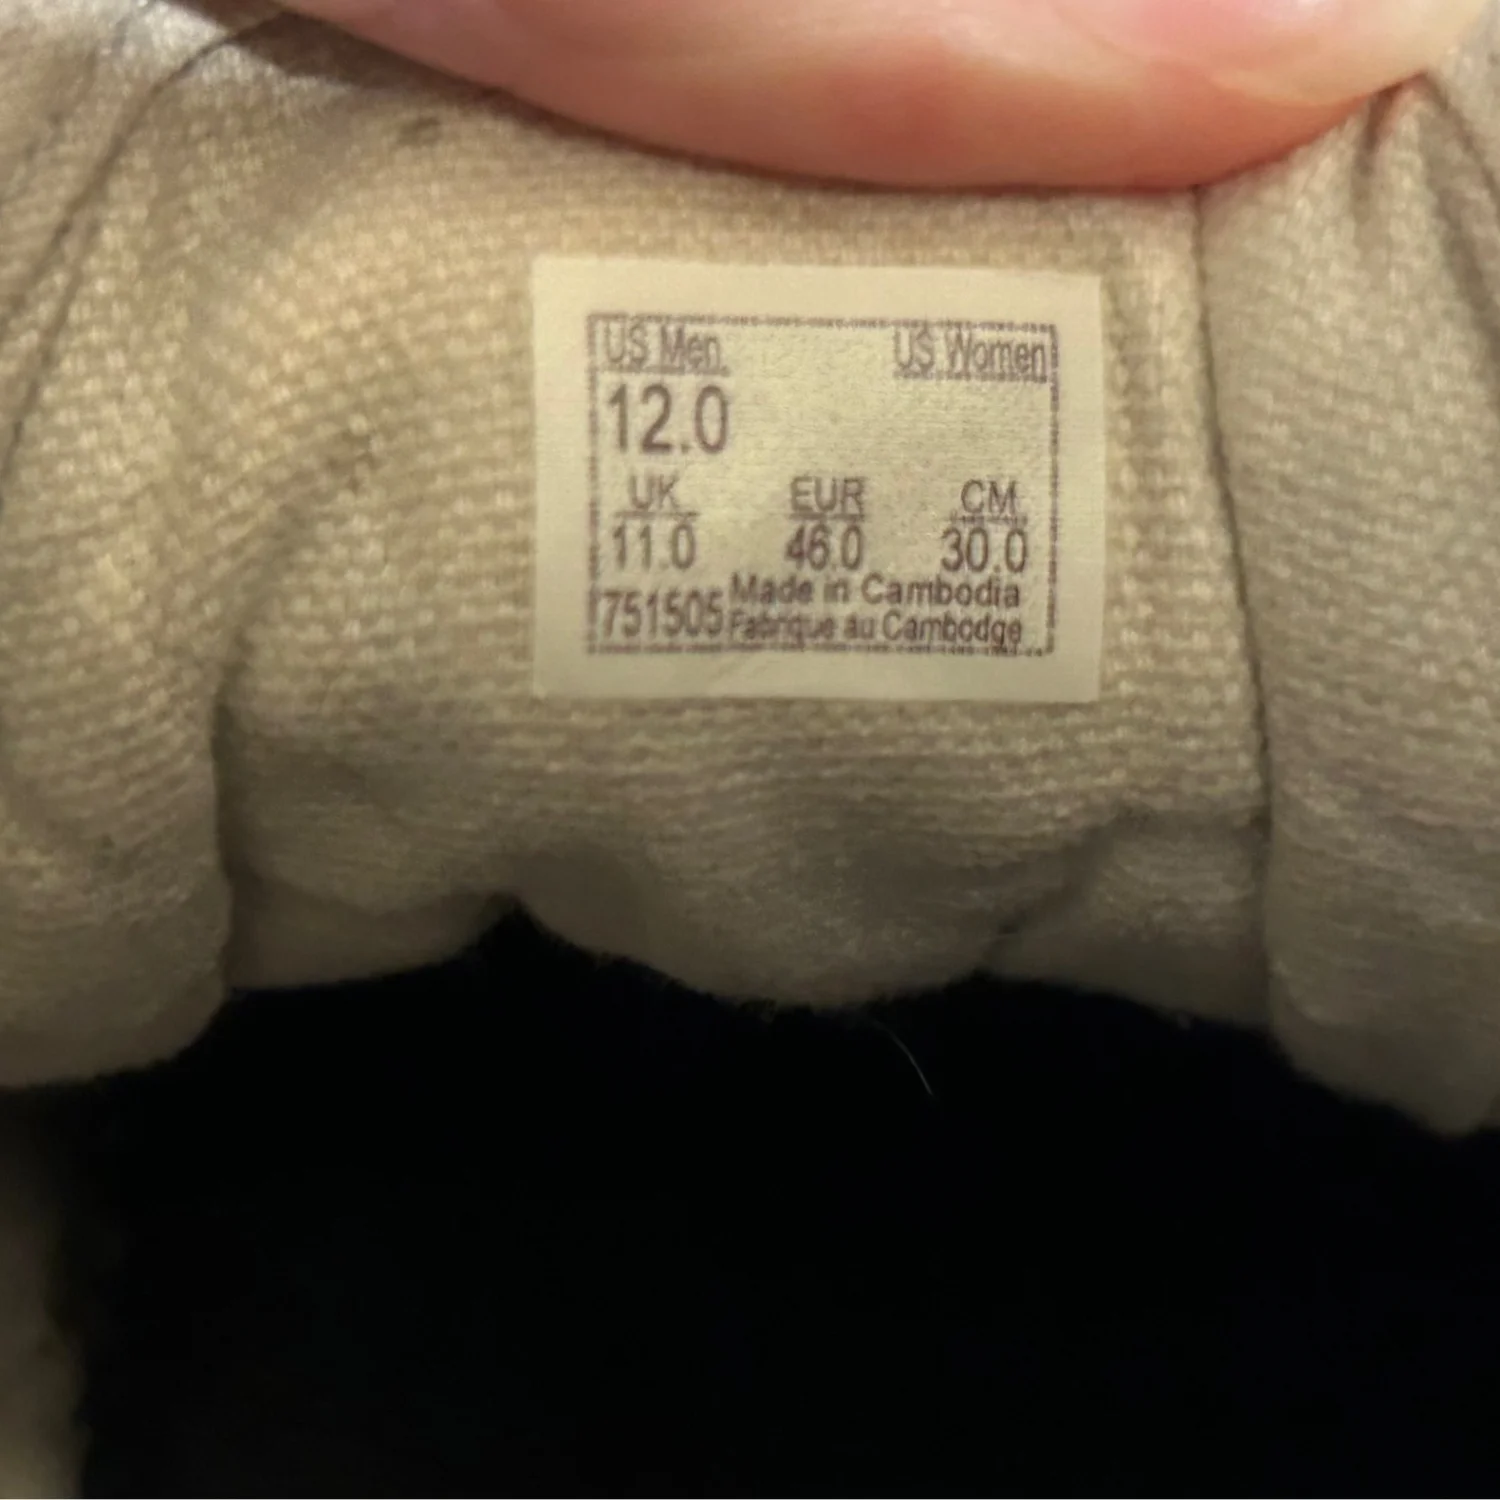 US Men US Women
12.0
UK EUR CM
11.0 46.0 30.0
751505 Made in Cambodia
Fabrique au Cambodge